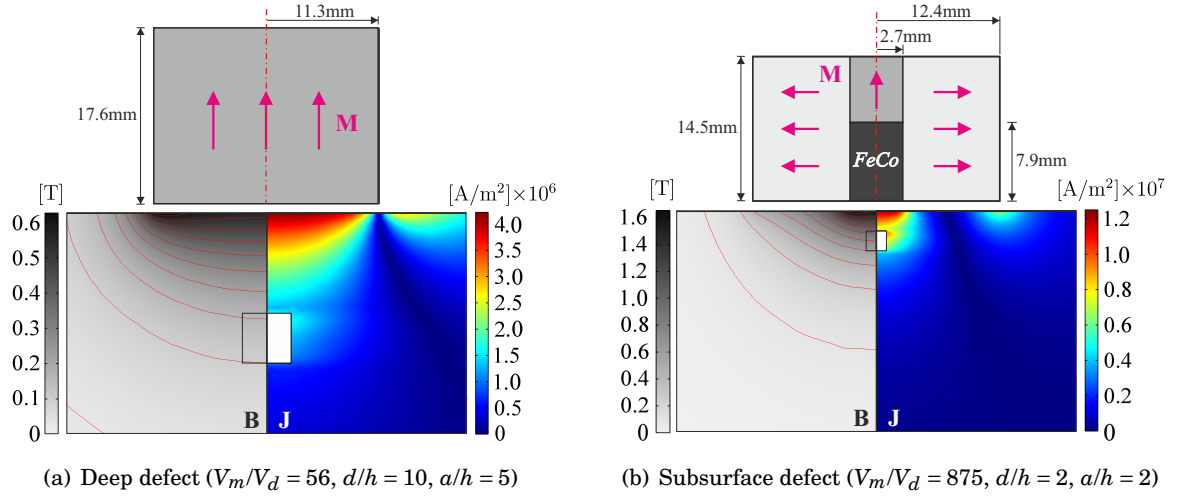 11.3mm
17.6mm
M
[T]
[A/m²]×10⁶
0.6
0.5
0.4
0.3
0.2
0.1
0
B
J
4.0
3.5
3.0
2.5
2.0
1.5
1.0
0.5
0
(a) Deep defect (Vm/Vd = 56, d/h = 10, a/h = 5)
12.4mm
2.7mm
M
14.5mm
FeCo
7.9mm
[T]
[A/m²]×10⁷
1.6
1.4
1.2
1.0
0.8
0.6
0.4
0.2
0
B
J
1.2
1.0
0.8
0.6
0.4
0.2
0
(b) Subsurface defect (Vm/Vd = 875, d/h = 2, a/h = 2)